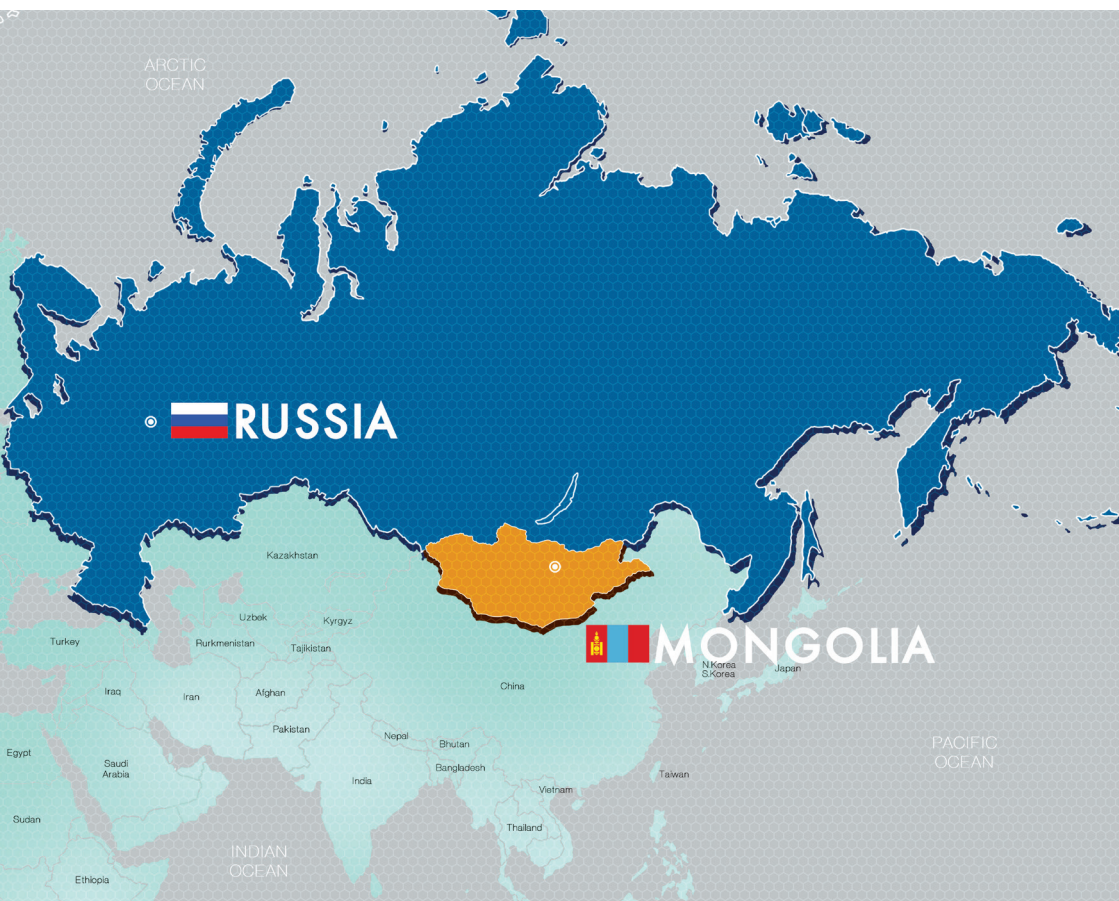 ARCTIC
OCEAN
RUSSIA
Kazakhstan
Uzbek
Kyrgyz
Turkey
Rurkmenistan
Tajikistan
MONGOLIA
N.Korea
S.Korea
Japan
Iraq
Iran
Afghan
China
Pakistan
Nepal
Bhutan
Egypt
Saudi
Arabia
Bangladesh
PACIFIC
OCEAN
India
Taiwan
Vietnam
Sudan
Thailand
INDIAN
OCEAN
Ethiopia